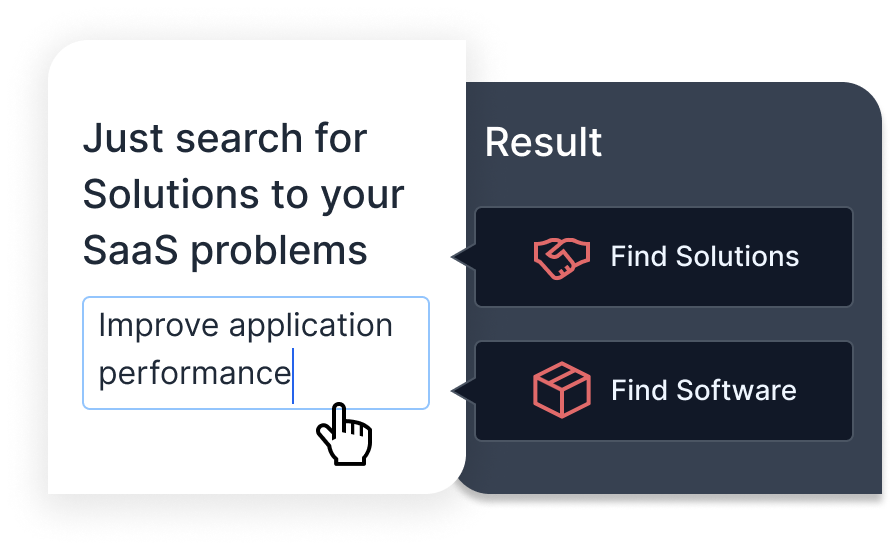 Just search for
Solutions to your
SaaS problems
Improve application
performance
Result
Find Solutions
Find Software